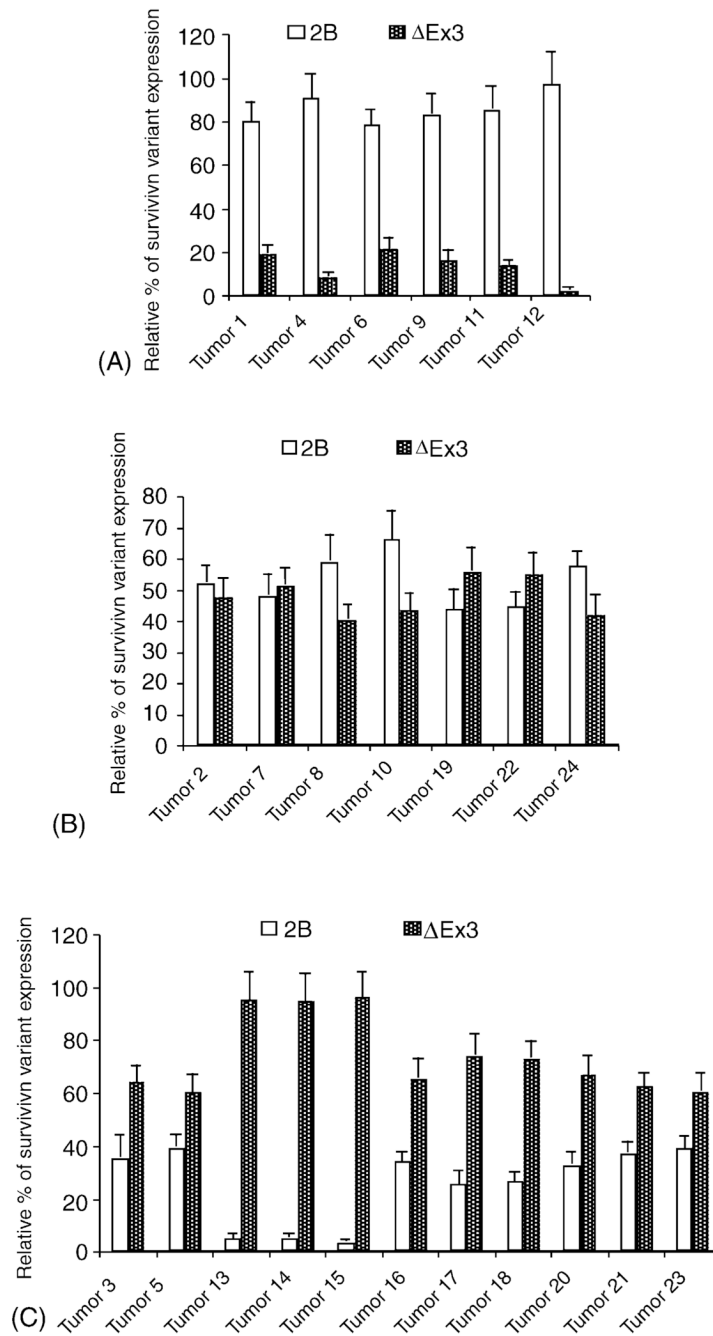 2B ΔEx3
Relative % of survivivn variant expression
120
100
80
60
40
20
0
Tumor 1 Tumor 4 Tumor 6 Tumor 9 Tumor 11 Tumor 12
(A)
2B ΔEx3
Relative % of survivivn variant expression
80
70
60
50
40
30
20
10
0
Tumor 2 Tumor 7 Tumor 8 Tumor 10 Tumor 19 Tumor 22 Tumor 24
(B)
2B ΔEx3
Relative % of survivivn variant expression
120
100
80
60
40
20
0
Tumor 3 Tumor 5 Tumor 13 Tumor 14 Tumor 15 Tumor 16 Tumor 17 Tumor 18 Tumor 20 Tumor 21 Tumor 23
(C)